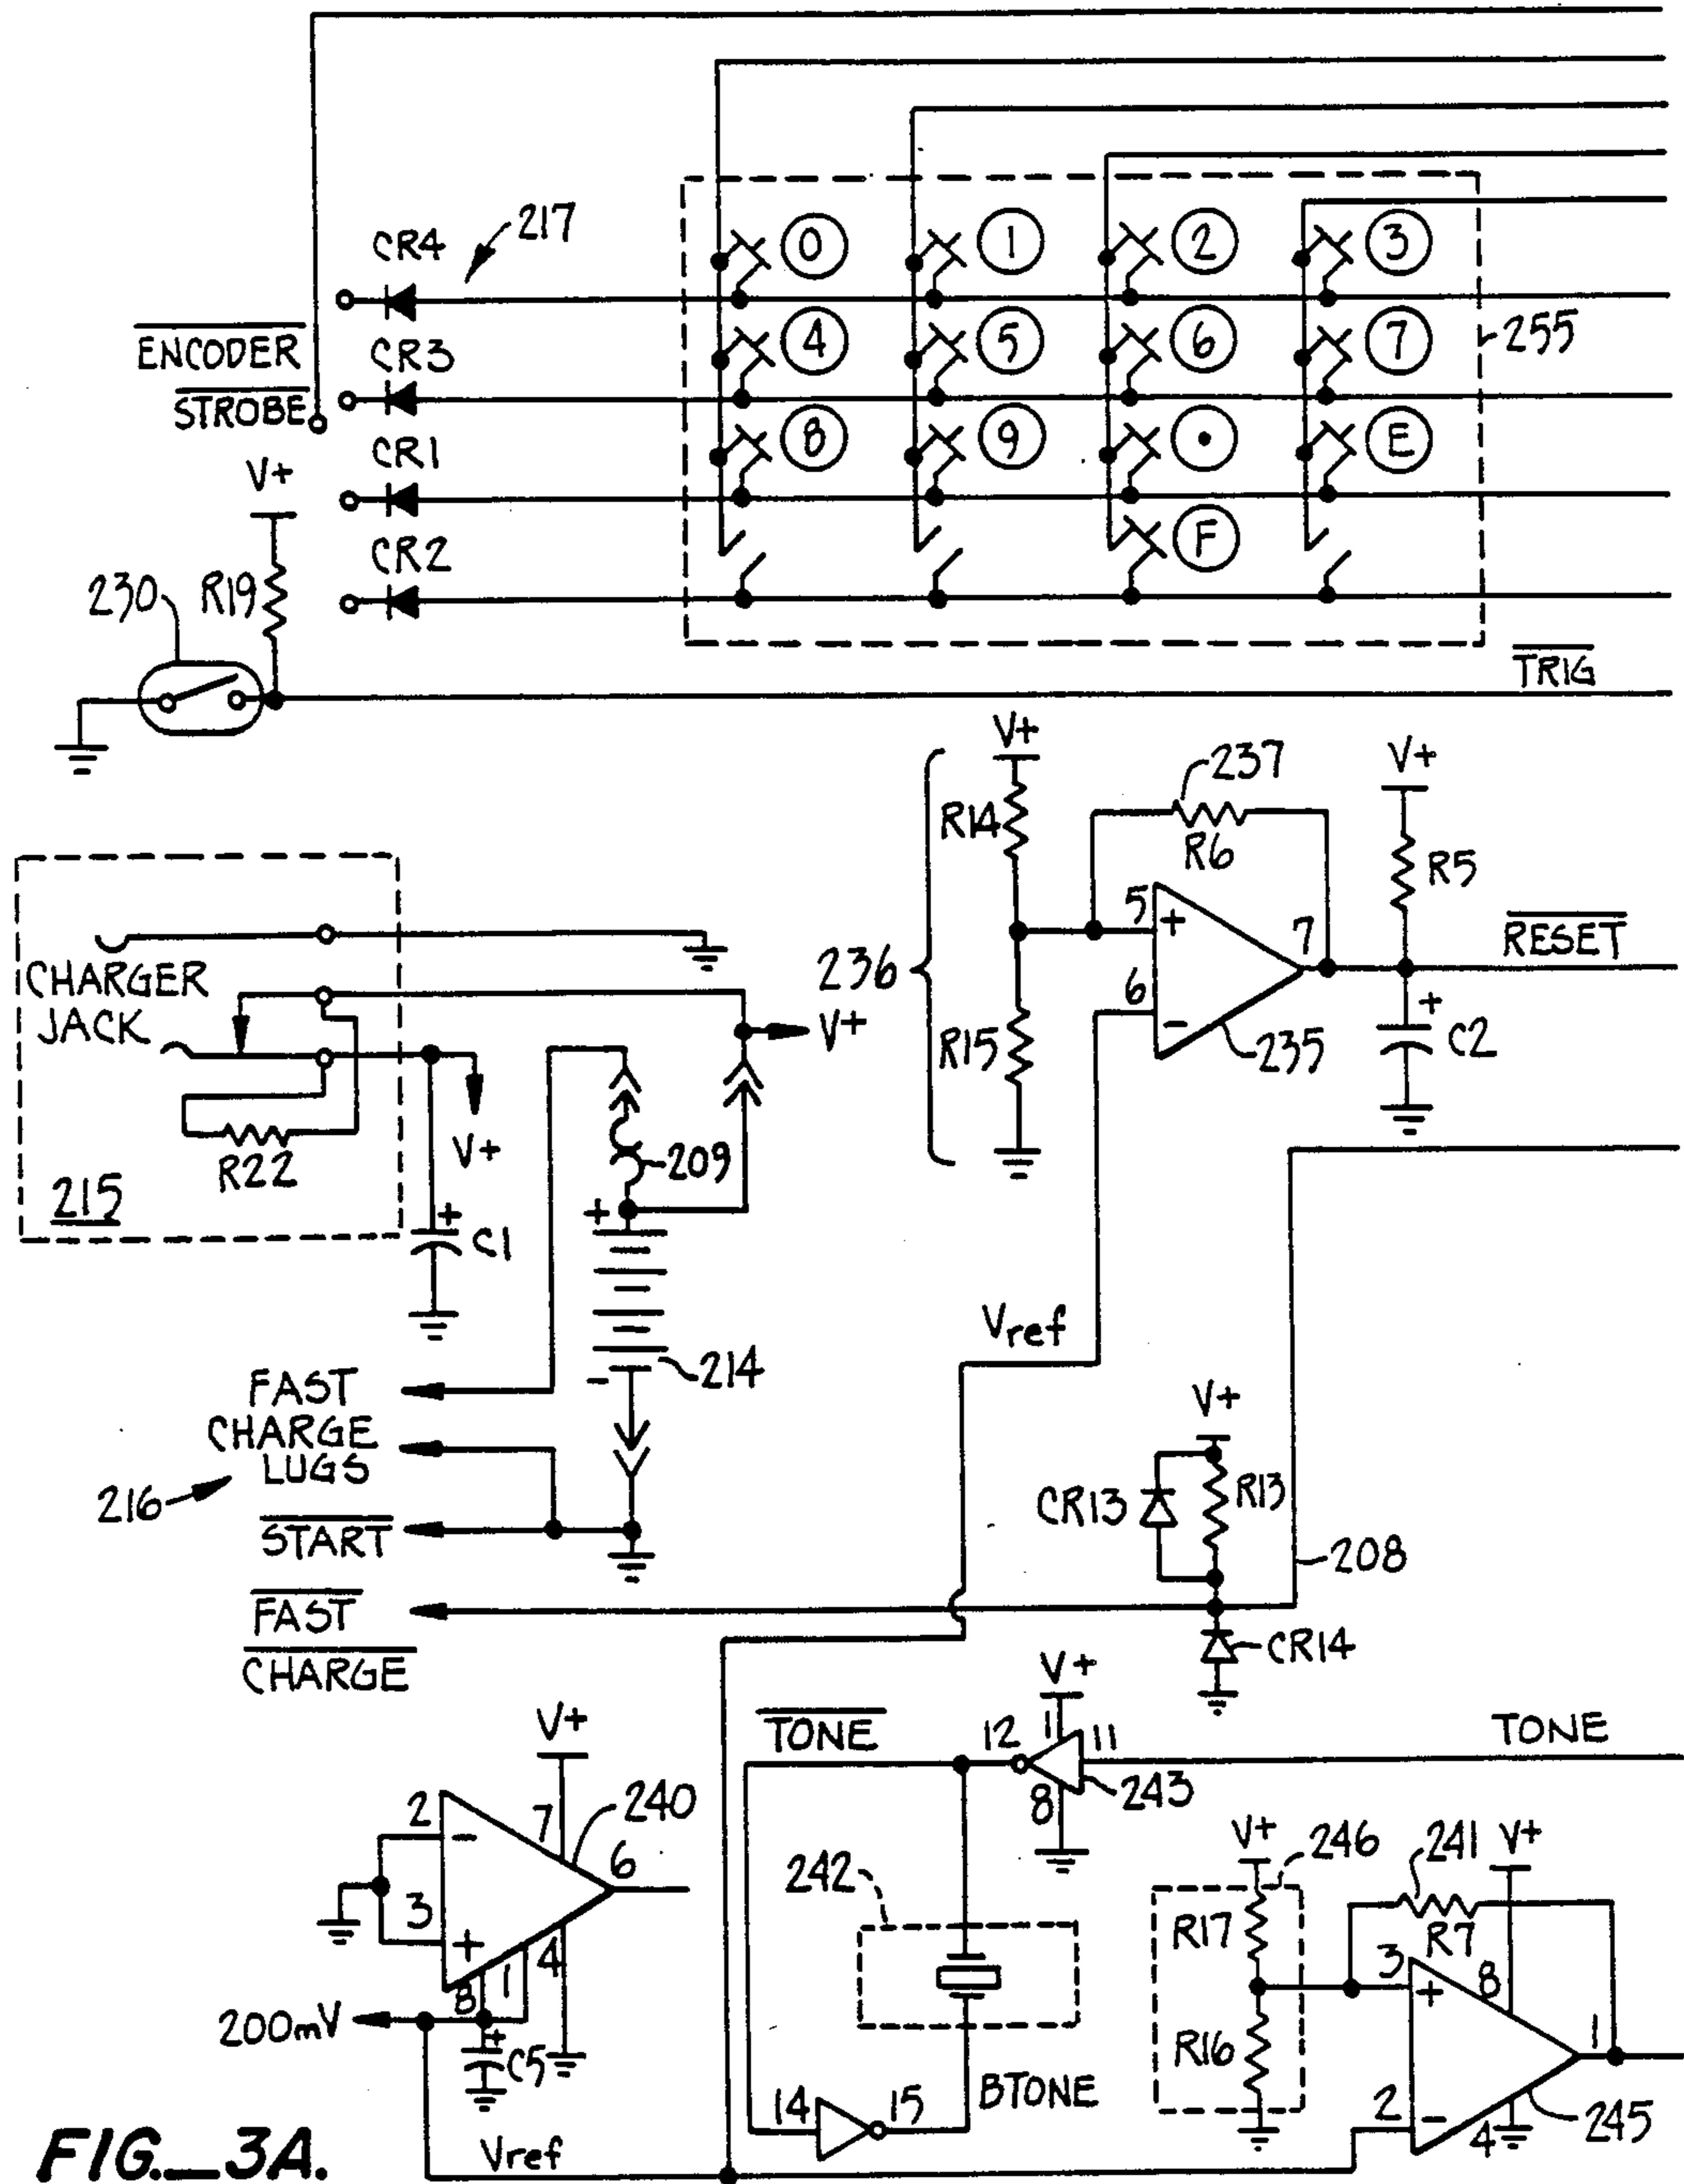 CR4
217
0
1
2
3
ENCODER
STROBE
CR3
4
5
6
7
255
CR1
8
9
•
E
V+
CR2
F
230
R19
TRIG
V+
237
V+
R14
R6
R5
CHARGER
JACK
236
5
+
7
RESET
6
-
V+
R15
235
+
C2
R22
V+
209
215
+
C1
+
Vref
-
214
FAST
CHARGE
LUGS
216
V+
CR13
R13
START
208
FAST
CHARGE
CR14
V+
TONE
12
1
11
TONE
V+
8
243
2
-
7
240
6
V+
246
241
V+
242
3
+
4
1
8
R17
R7
3
+
8
200mV
+
C5
R16
1
BTONE
14
15
2
-
4
245
FIG._3A.
Vref